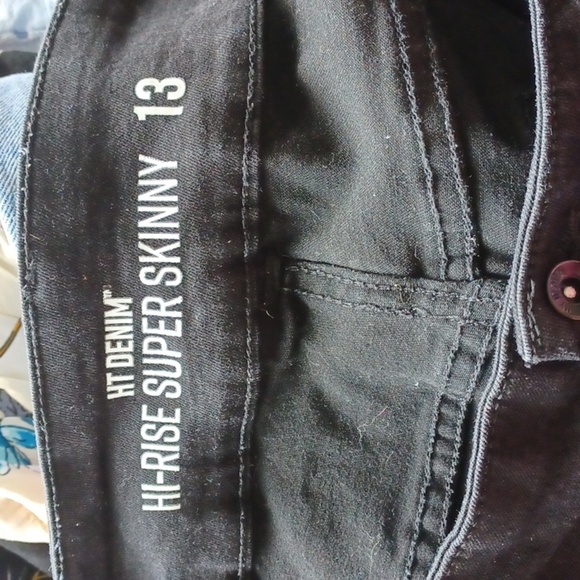 HT DENIM™
HI-RISE SUPER SKINNY 13